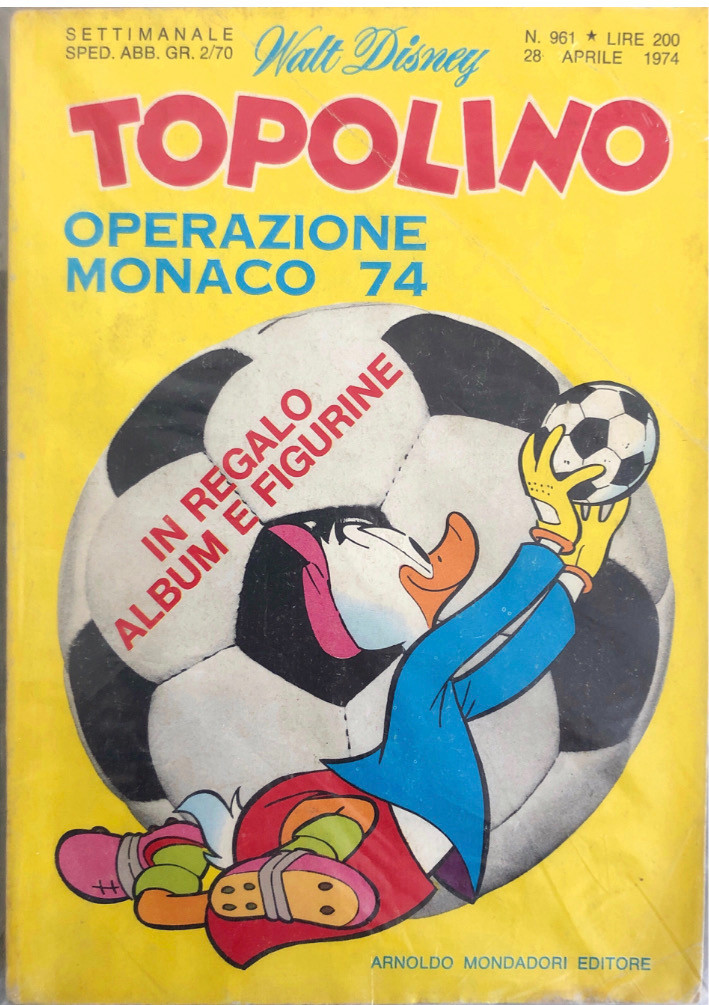 SETTIMANALE
SPED. ABB. GR. 2/70
Walt Disney
N. 961 ★ LIRE 200
28 APRILE 1974
TOPOLINO
OPERAZIONE
MONACO 74
IN REGALO
ALBUM E FIGURINE
ARNOLDO MONDADORI EDITORE